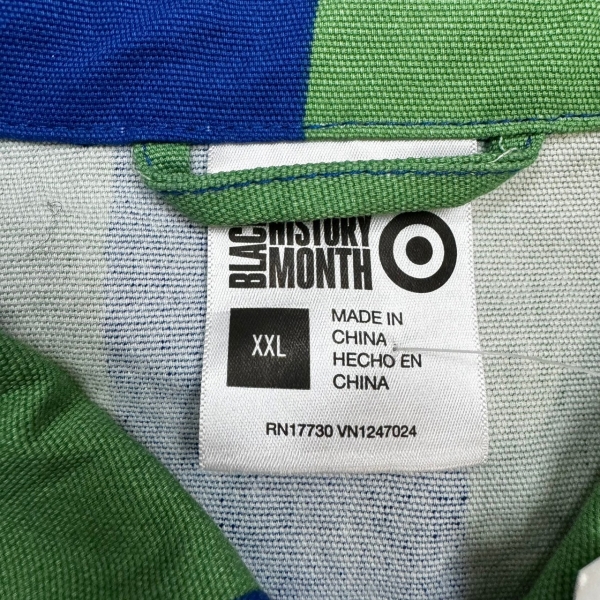 BLACK
HISTORY
MONTH
XXL
MADE IN
CHINA
HECHO EN
CHINA
RN17730 VN1247024